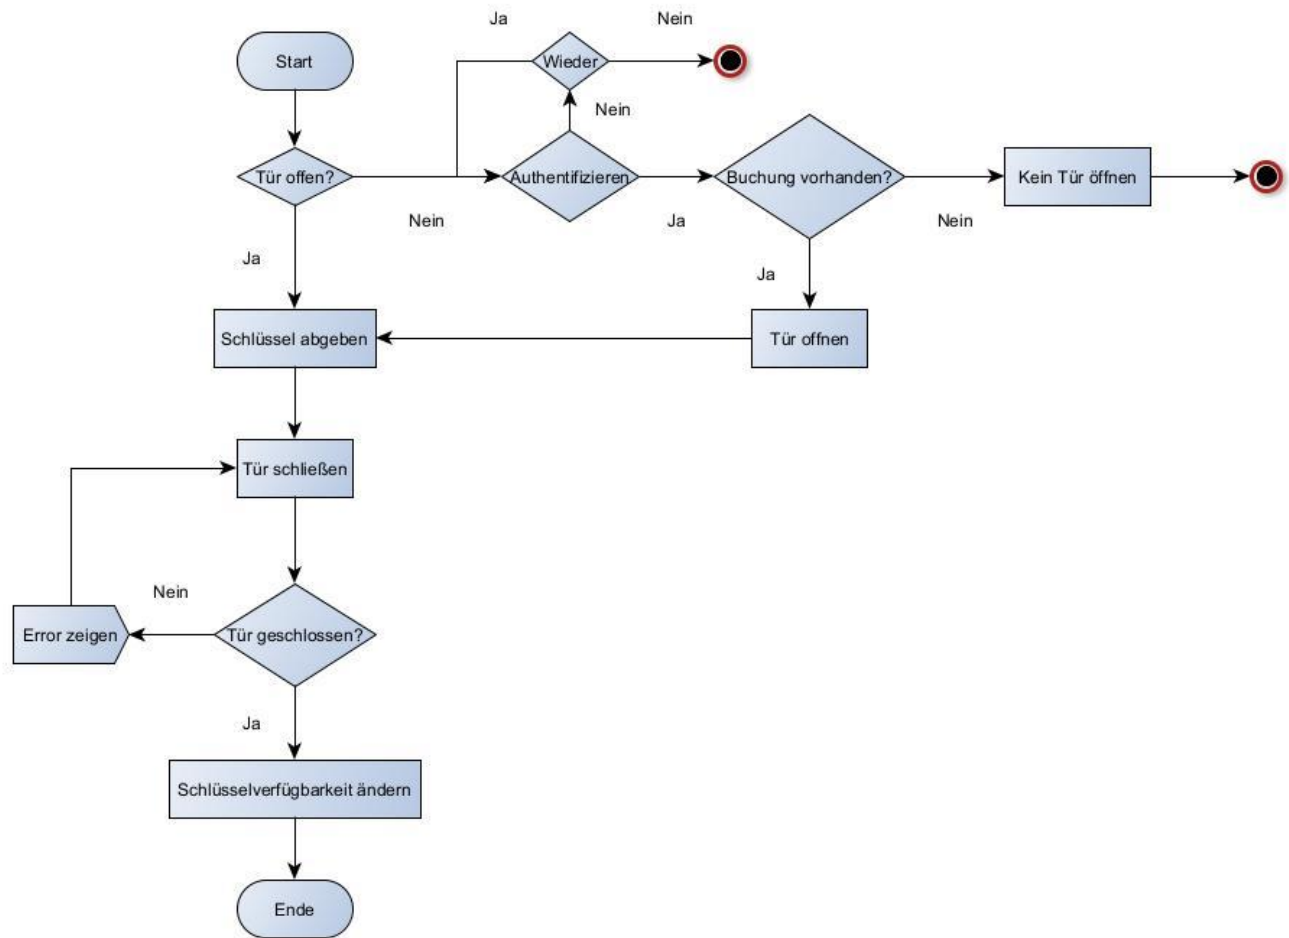 Ja
Nein
Start
Wieder
Nein
Tür offen?
Authentifizieren
Buchung vorhanden?
Kein Tür öffnen
Nein
Ja
Nein
Ja
Ja
Schlüssel abgeben
Tür offnen
Tür schließen
Nein
Error zeigen
Tür geschlossen?
Ja
Schlüsselverfügbarkeit ändern
Ende